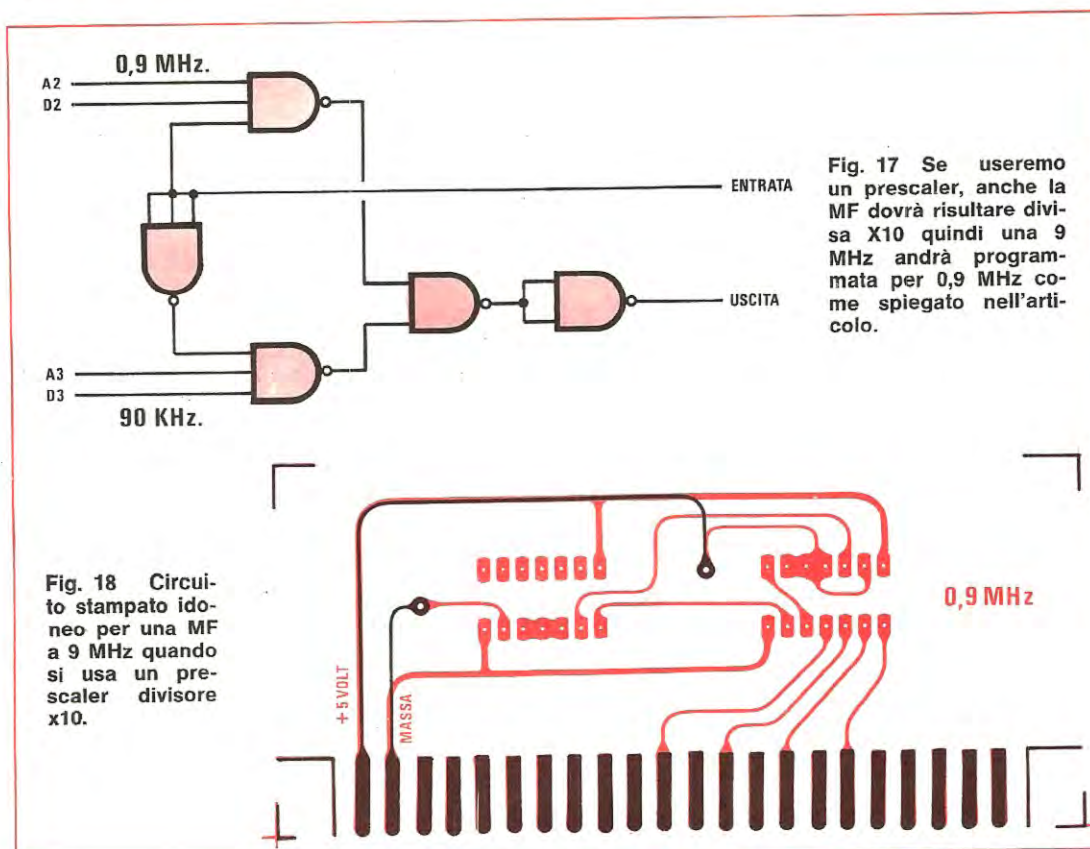 0,9 MHz.
A2
D2
ENTRATA
USCITA
A3
D3
90 KHz.
Fig. 17 Se useremo
un prescaler, anche la
MF dovrà risultare divi-
sa X10 quindi una 9
MHz andrà program-
mata per 0,9 MHz co-
me spiegato nell'arti-
colo.
Fig. 18 Circui-
to stampato ido-
neo per una MF
a 9 MHz quando
si usa un pre-
scaler divisore
x10.
+5 VOLT
MASSA
0,9 MHz